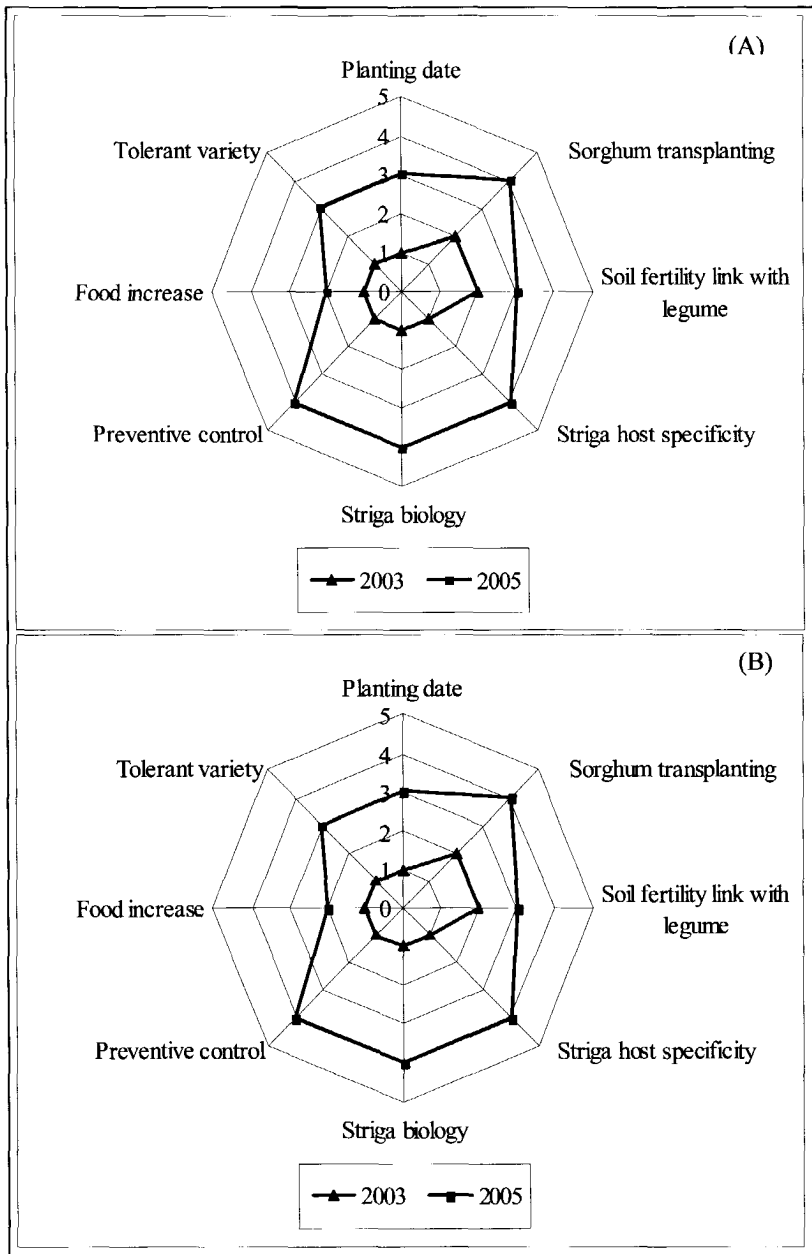 (A)
Planting date
5
4
3
2
1
0
Tolerant variety
Sorghum transplanting
Food increase
Soil fertility link with
legume
Preventive control
Striga host specificity
Striga biology
2003 2005
(B)
Planting date
5
4
3
2
1
0
Tolerant variety
Sorghum transplanting
Food increase
Soil fertility link with
legume
Preventive control
Striga host specificity
Striga biology
2003 2005